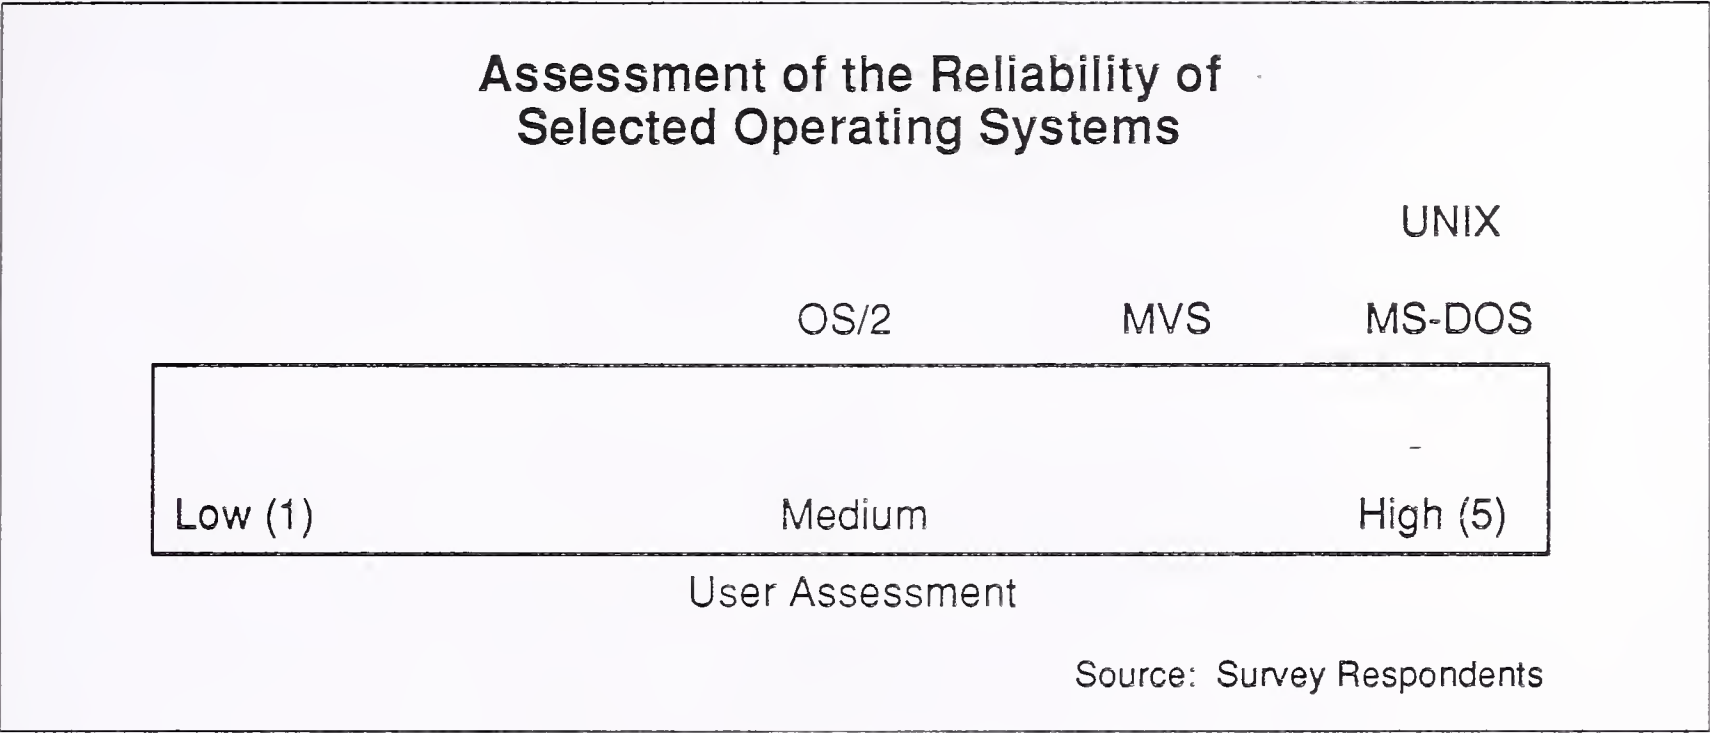 Assessment of the Reliability of
Selected Operating Systems
UNIX
OS/2 MVS MS-DOS
Low (1) Medium High (5)
User Assessment
Source: Survey Respondents